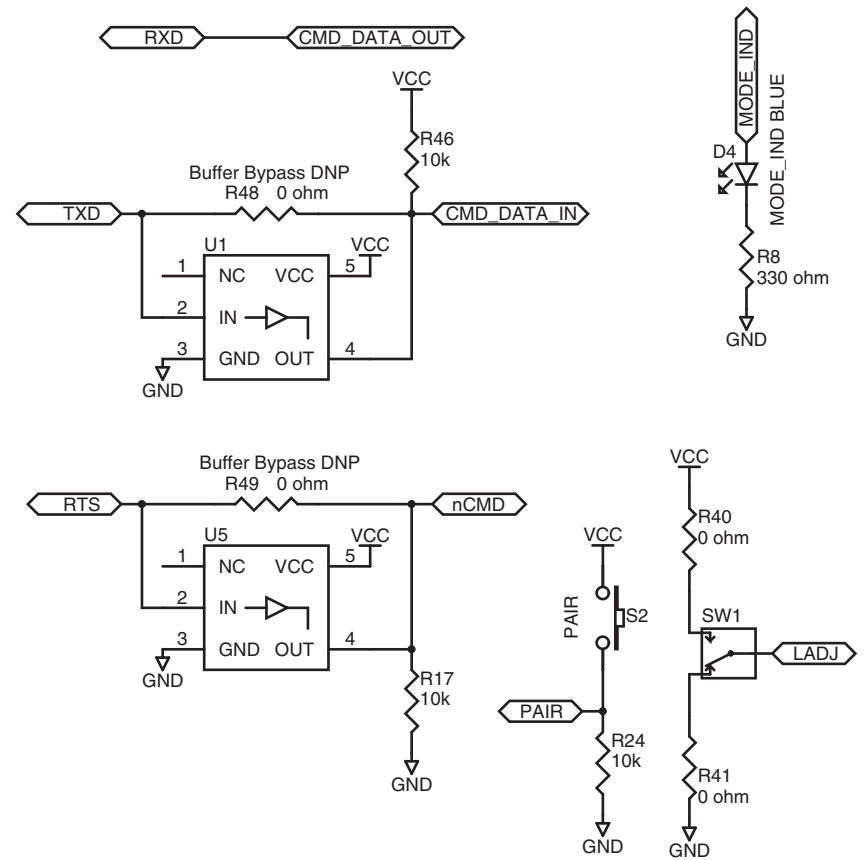 RXD CMD_DATA_OUT
VCC
R46
10k
Buffer Bypass DNP
R48 0 ohm
TXD CMD_DATA_IN
U1
VCC
1 NC VCC 5
2 IN
3 GND OUT 4
GND
MODE_IND
D4
MODE_IND BLUE
R8
330 ohm
GND
Buffer Bypass DNP
R49 0 ohm
RTS nCMD
U5
VCC
1 NC VCC 5
2 IN
3 GND OUT 4
GND
R17
10k
GND
VCC
PAIR
S2
PAIR
R24
10k
GND
VCC
R40
0 ohm
SW1
LADJ
R41
0 ohm
GND